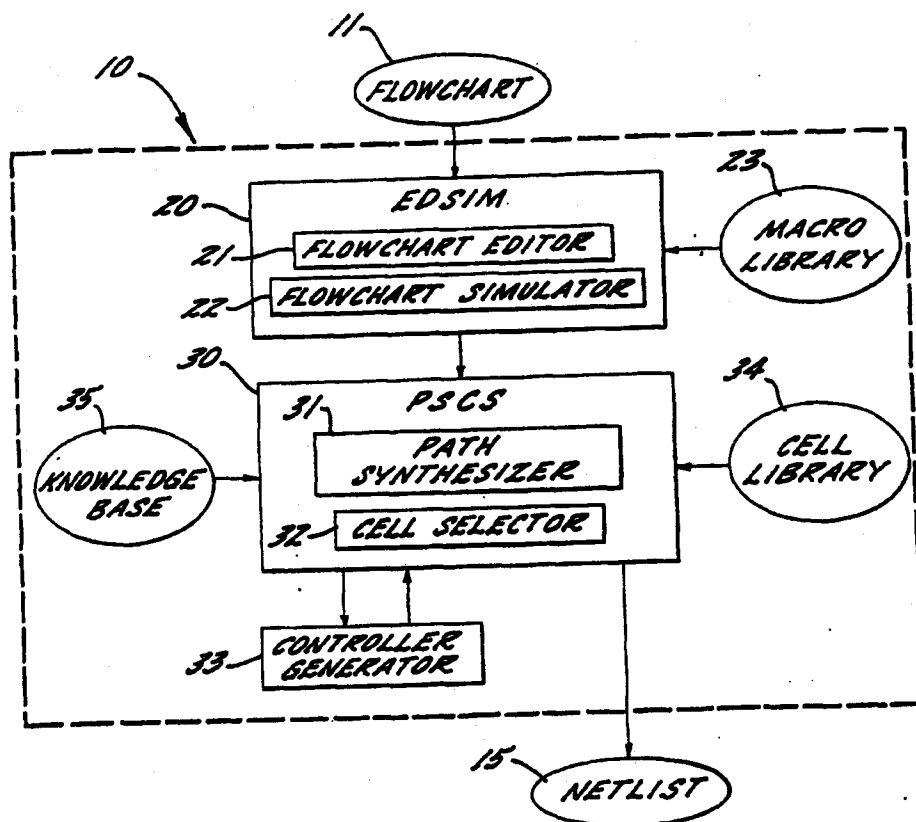 11
10
FLOWCHART
23
20
EDSIM
21
FLOWCHART EDITOR
MACRO
LIBRARY
22
FLOWCHART SIMULATOR
30
PSCS
34
35
31
PATH
SYNTHESIZER
CELL
LIBRARY
KNOWLEDGE
BASE
32
CELL SELECTOR
33
CONTROLLER
GENERATOR
15
NETLIST